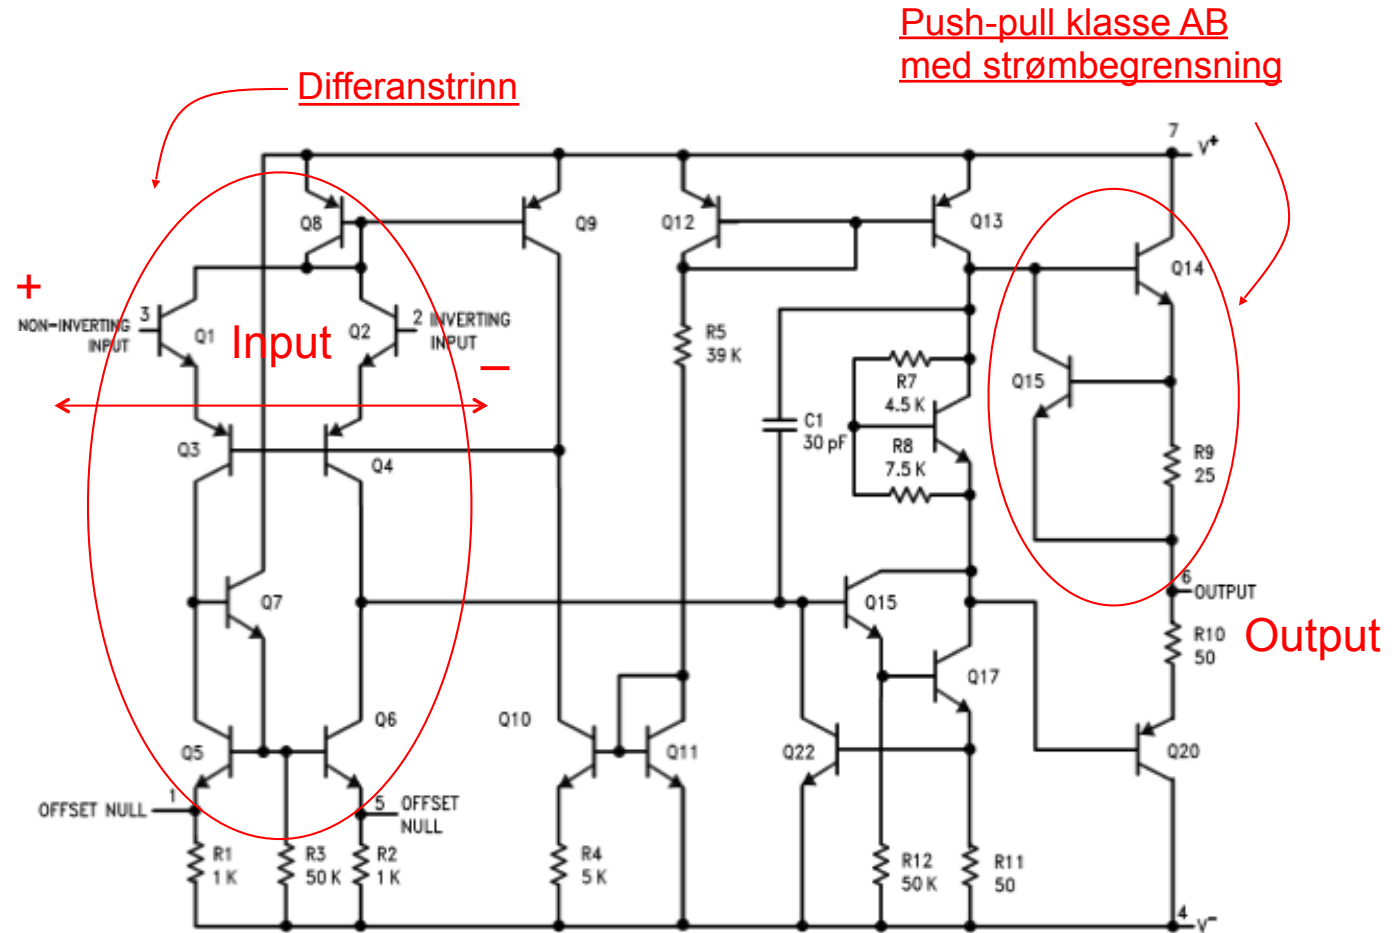 Push-pull klasse AB
med strømbegrensning
Differanstrinn
7
V+
Q8
Q9
Q12
Q13
Q14
+
3
NON-INVERTING
INPUT
Q1
Input
Q2
2 INVERTING
INPUT
−
R5
39 K
R7
4.5 K
Q15
C1
30 pF
R8
7.5 K
R9
25
Q3
Q4
6
OUTPUT
Q7
Q15
R10
50
Output
Q17
Q5
Q6
Q10
Q11
Q22
Q20
OFFSET NULL
1
5 OFFSET
NULL
R1
1 K
R3
50 K
R2
1 K
R4
5 K
R12
50 K
R11
50
4
V−